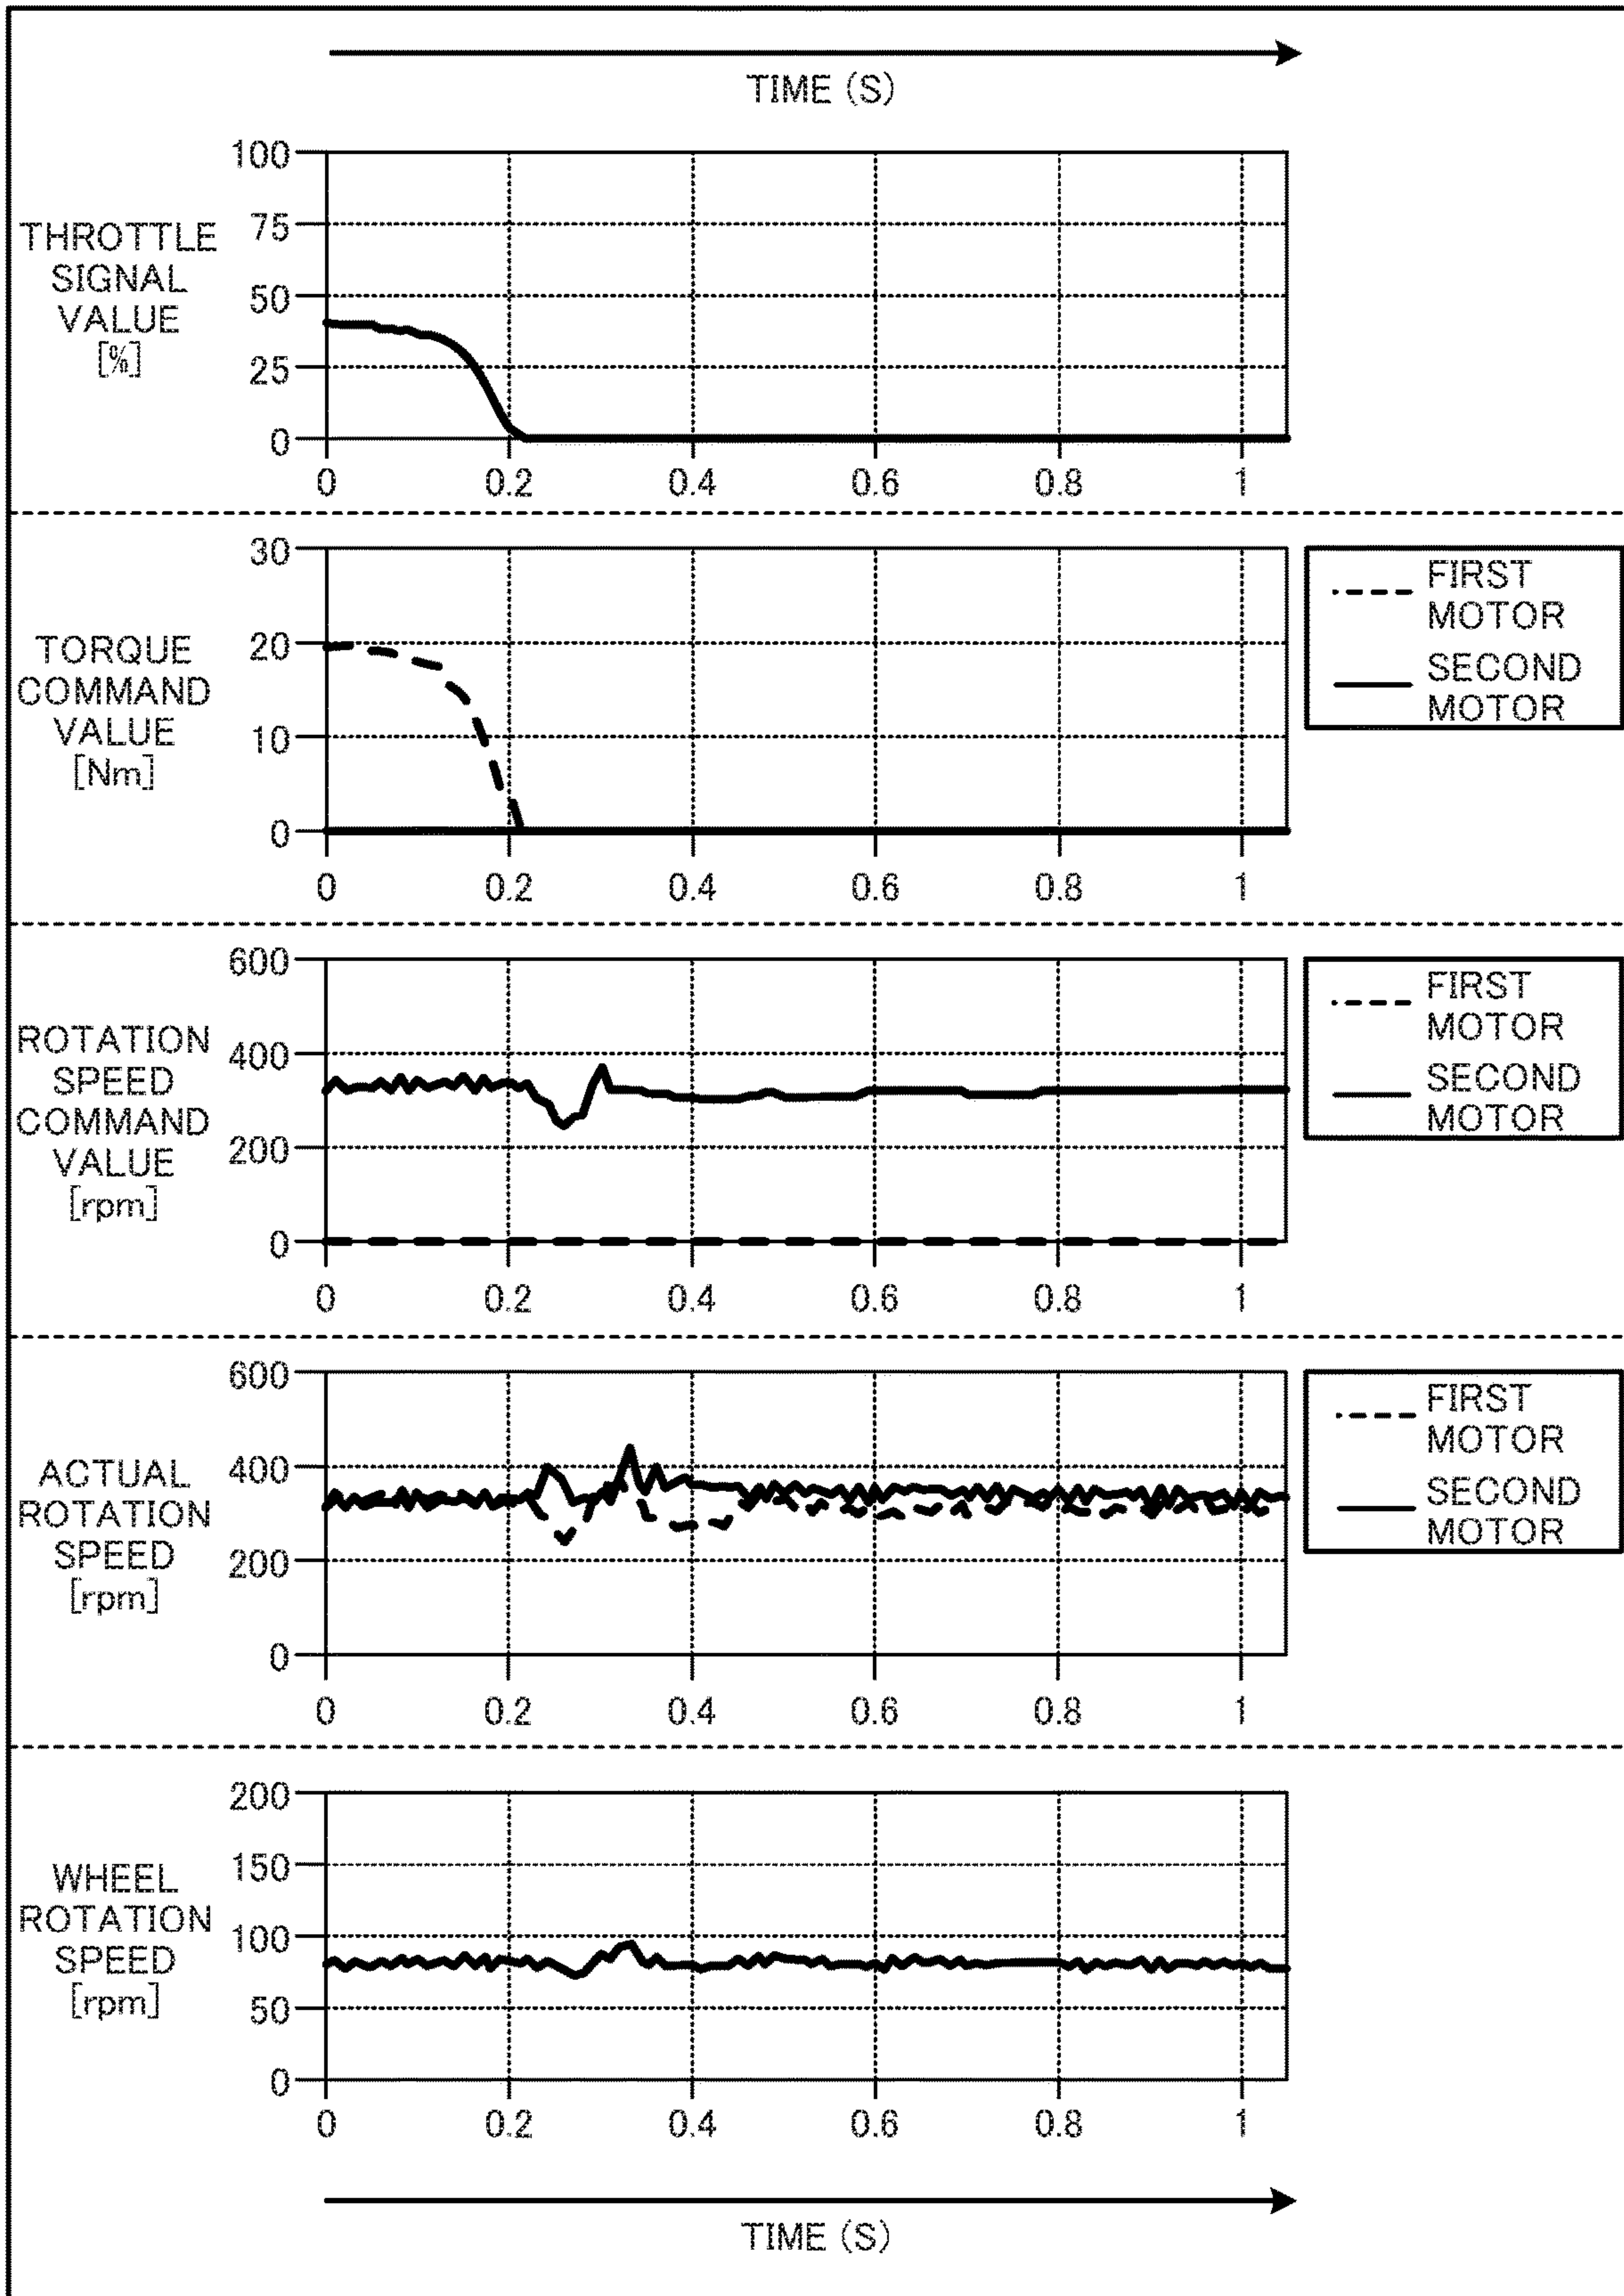 TIME (S)
THROTTLE
SIGNAL
VALUE
[%]
100
75
50
25
0
0 0.2 0.4 0.6 0.8 1
TORQUE
COMMAND
VALUE
[Nm]
30
20
10
0
0 0.2 0.4 0.6 0.8 1
FIRST
MOTOR
SECOND
MOTOR
ROTATION
SPEED
COMMAND
VALUE
[rpm]
600
400
200
0
0 0.2 0.4 0.6 0.8 1
FIRST
MOTOR
SECOND
MOTOR
ACTUAL
ROTATION
SPEED
[rpm]
600
400
200
0
0 0.2 0.4 0.6 0.8 1
FIRST
MOTOR
SECOND
MOTOR
WHEEL
ROTATION
SPEED
[rpm]
200
150
100
50
0
0 0.2 0.4 0.6 0.8 1
TIME (S)